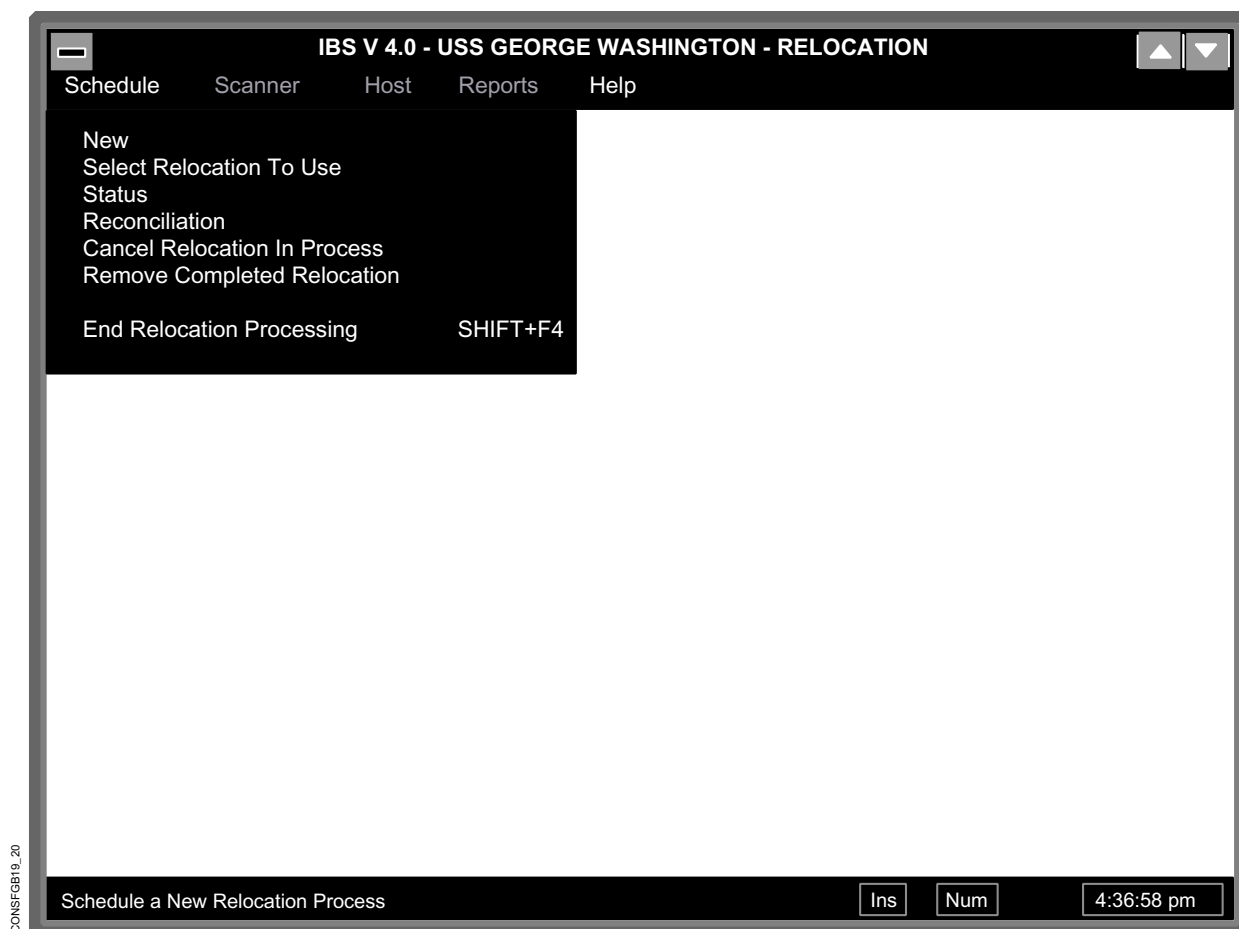 IBS V 4.0 - USS GEORGE WASHINGTON - RELOCATION
Schedule Scanner Host Reports Help
New
Select Relocation To Use
Status
Reconciliation
Cancel Relocation In Process
Remove Completed Relocation
End Relocation Processing SHIFT+F4
Schedule a New Relocation Process Ins Num 4:36:58 pm
CONSFGB19_20